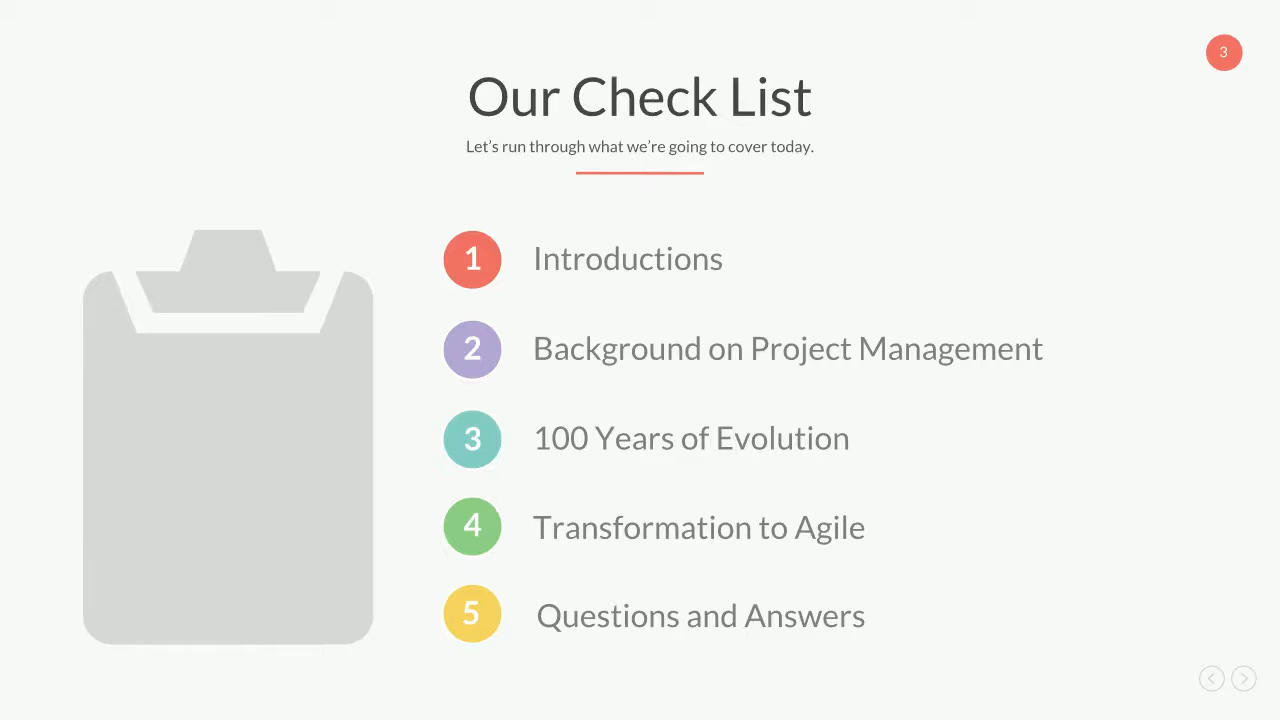 3
Our Check List
Let's run through what we're going to cover today.
1 Introductions
2 Background on Project Management
3 100 Years of Evolution
4 Transformation to Agile
5 Questions and Answers